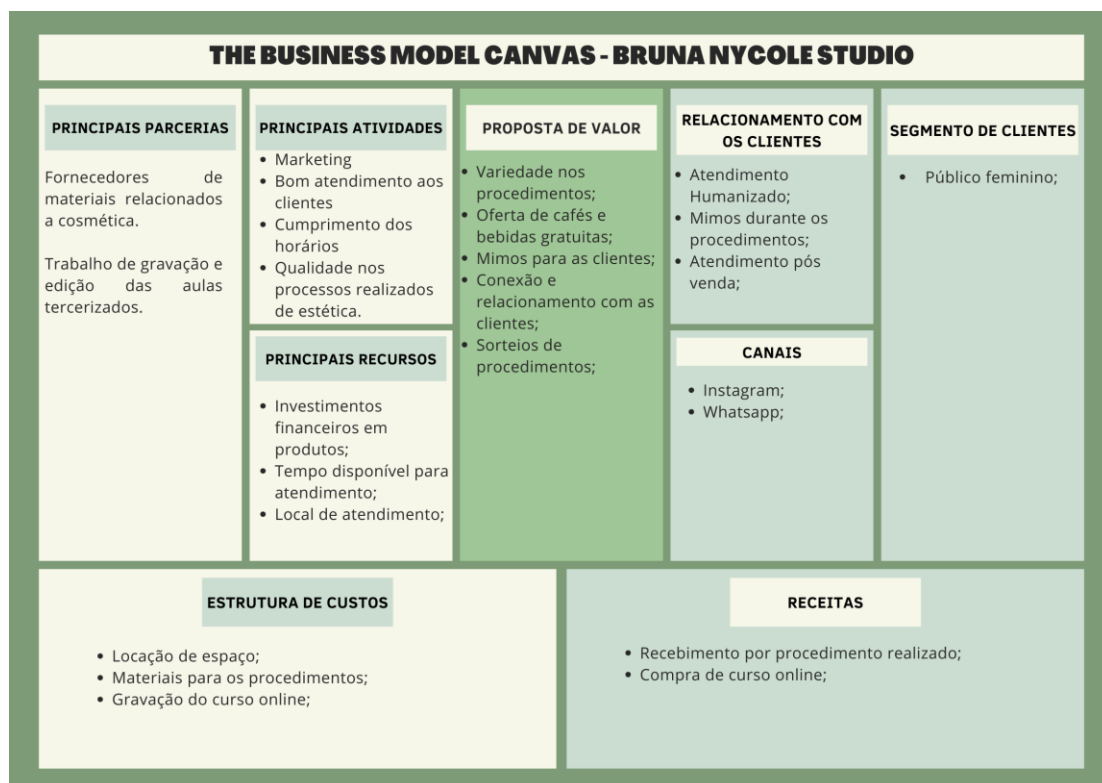 THE BUSINESS MODEL CANVAS - BRUNA NYCOLE STUDIO
PRINCIPAIS PARCERIAS
Fornecedores de
materiais relacionados
a cosmética.
Trabalho de gravação e
edição das aulas
tercerizados.
PRINCIPAIS ATIVIDADES
• Marketing
• Bom atendimento aos
clientes
• Cumprimento dos
horários
• Qualidade nos
processos realizados
de estética.
PRINCIPAIS RECURSOS
• Investimentos
financeiros em
produtos;
• Tempo disponível para
atendimento;
• Local de atendimento;
PROPOSTA DE VALOR
• Variedade nos
procedimentos;
• Oferta de cafés e
bebidas gratuitas;
• Mimos para as clientes;
• Conexão e
relacionamento com as
clientes;
• Sorteios de
procedimentos;
RELACIONAMENTO COM
OS CLIENTES
• Atendimento
Humanizado;
• Mimos durante os
procedimentos;
• Atendimento pós
venda;
CANAIS
• Instagram;
• Whatsapp;
SEGMENTO DE CLIENTES
• Público feminino;
ESTRUTURA DE CUSTOS
• Locação de espaço;
• Materiais para os procedimentos;
• Gravação do curso online;
RECEITAS
• Recebimento por procedimento realizado;
• Compra de curso online;